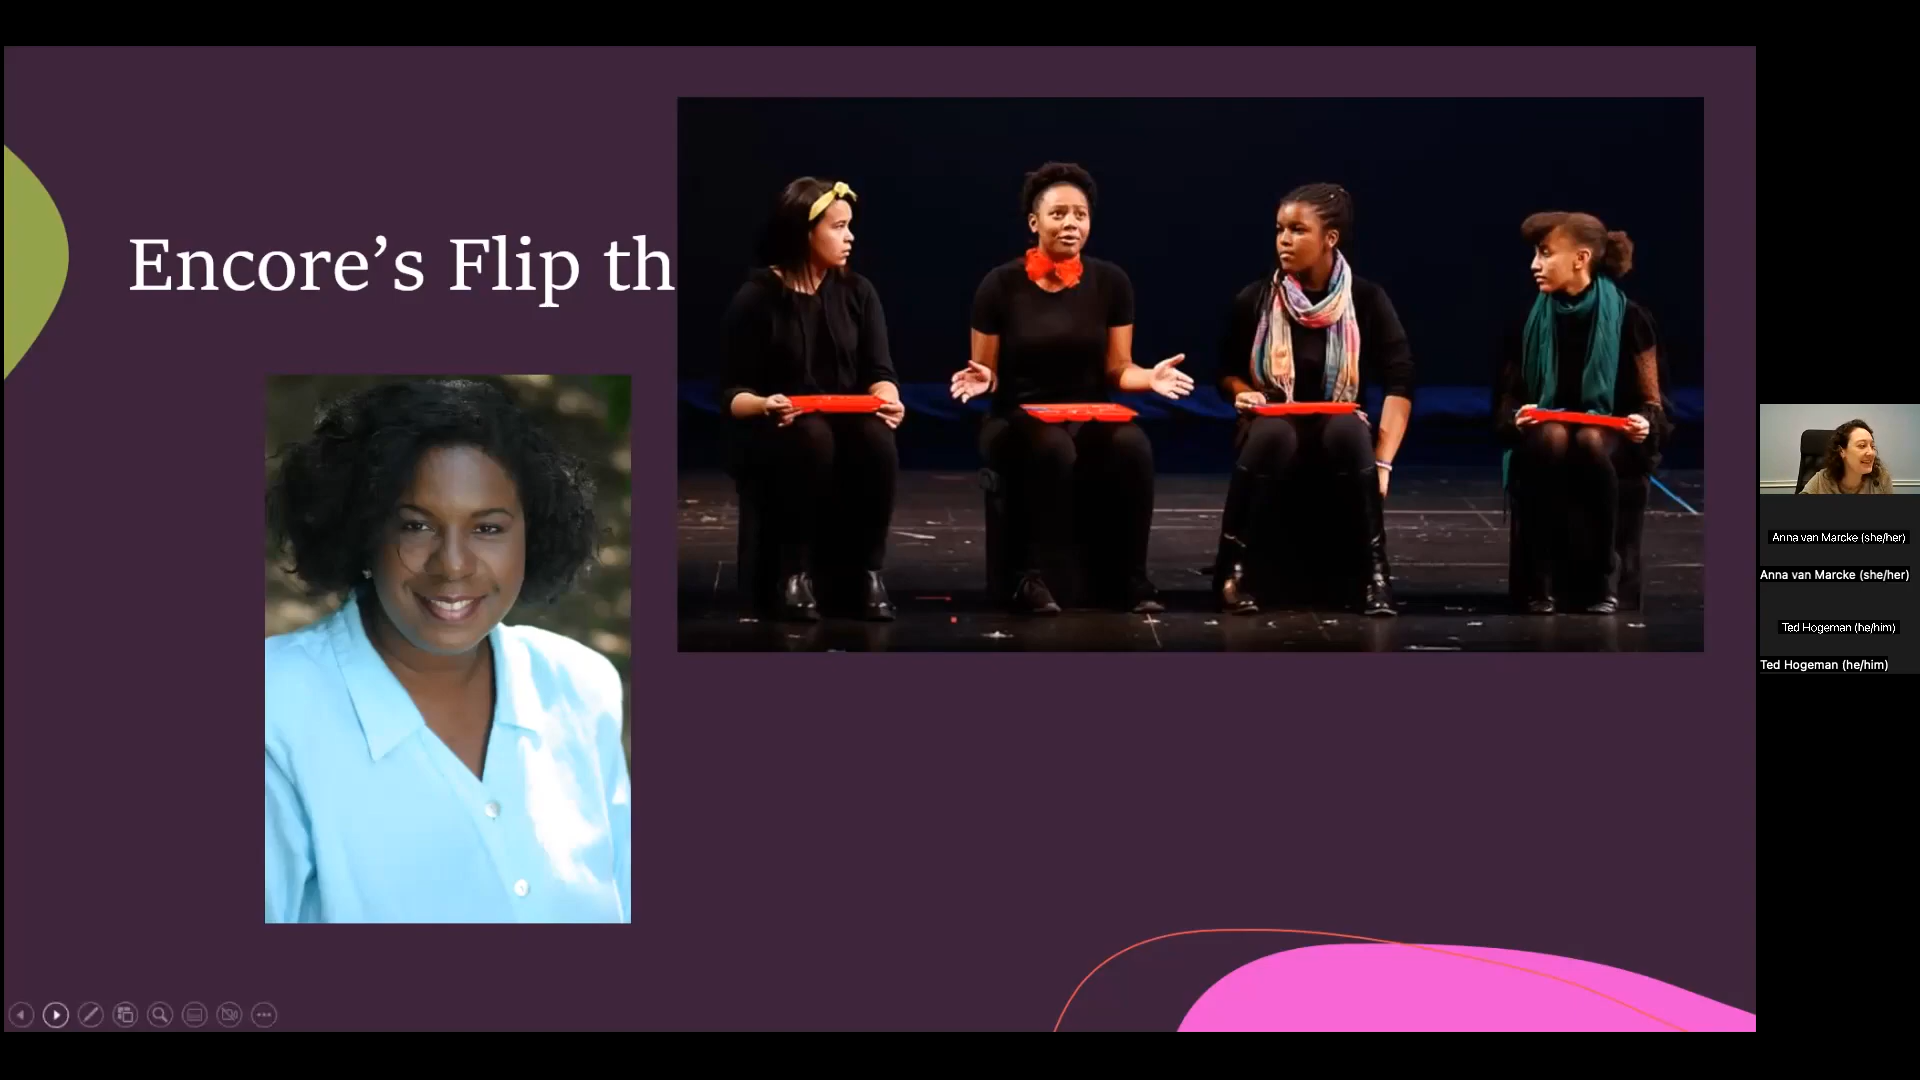 Encore’s Flip th
Anna van Marcke (she/her)
Anna van Marcke (she/her)
Ted Hogeman (he/him)
Ted Hogeman (he/him)